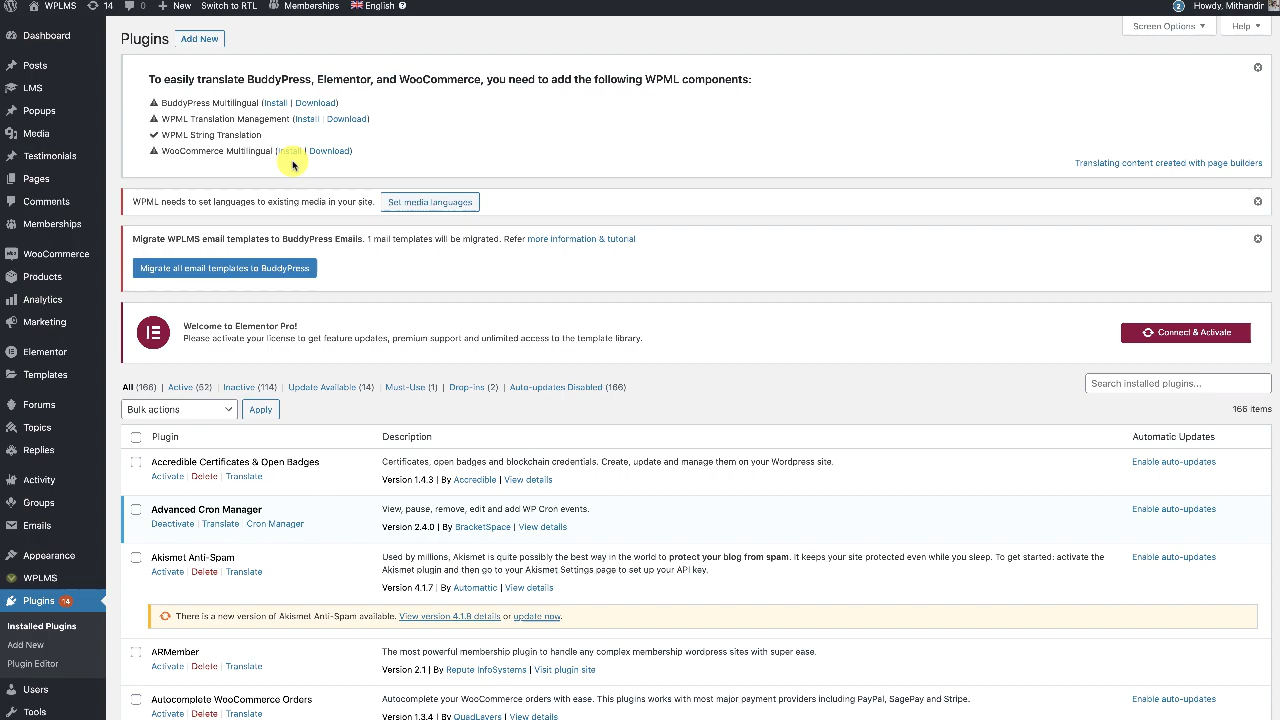 WPLMS 14 0 New Switch to RTL Memberships English 2 Howdy, Mithandir
Screen Options Help
Dashboard
Posts
LMS
Popups
Media
Testimonials
Pages
Comments
Memberships
WooCommerce
Products
Analytics
Marketing
Elementor
Templates
Forums
Topics
Replies
Activity
Groups
Emails
Appearance
WPLMS
Plugins 14
Installed Plugins
Add New
Plugin Editor
Users
Tools
Plugins Add New
To easily translate BuddyPress, Elementor, and WooCommerce, you need to add the following WPML components:
BuddyPress Multilingual (Install | Download)
WPML Translation Management (Install | Download)
WPML String Translation
WooCommerce Multilingual (Install | Download)
Translating content created with page builders
WPML needs to set languages to existing media in your site. Set media languages
Migrate WPLMS email templates to BuddyPress Emails. 1 mail templates will be migrated. Refer more information & tutorial
Migrate all email templates to BuddyPress
Welcome to Elementor Pro!
Please activate your license to get feature updates, premium support and unlimited access to the template library.
Connect & Activate
All (166) | Active (52) | Inactive (114) | Update Available (14) | Must-Use (1) | Drop-ins (2) | Auto-updates Disabled (166)
Search installed plugins...
Bulk actions Apply
166 items
Plugin Description Automatic Updates
Accredible Certificates & Open Badges Certificates, open badges and blockchain credentials. Create, update and manage them on your Wordpress site. Enable auto-updates
Activate | Delete | Translate Version 1.4.3 | By Accredible | View details
Advanced Cron Manager View, pause, remove, edit and add WP Cron events. Enable auto-updates
Deactivate | Translate Cron Manager Version 2.4.0 | By BracketSpace | View details
Akismet Anti-Spam Used by millions, Akismet is quite possibly the best way in the world to protect your blog from spam. It keeps your site protected even while you sleep. To get started: activate the Enable auto-updates
Activate | Delete | Translate Akismet plugin and then go to your Akismet Settings page to set up your API key.
Version 4.1.7 | By Automattic | View details
There is a new version of Akismet Anti-Spam available. View version 4.1.8 details or update now.
ARMember The most powerful membership plugin to handle any complex membership wordpress sites with super ease.
Activate | Delete | Translate Version 2.1 | By Repute InfoSystems | Visit plugin site
Autocomplete WooCommerce Orders Autocomplete your WooCommerce orders with ease. This plugins works with most major payment providers including PayPal, SagePay and Stripe. Enable auto-updates
Activate | Delete | Translate Version 1.3.4 | By QuadLayers | View details